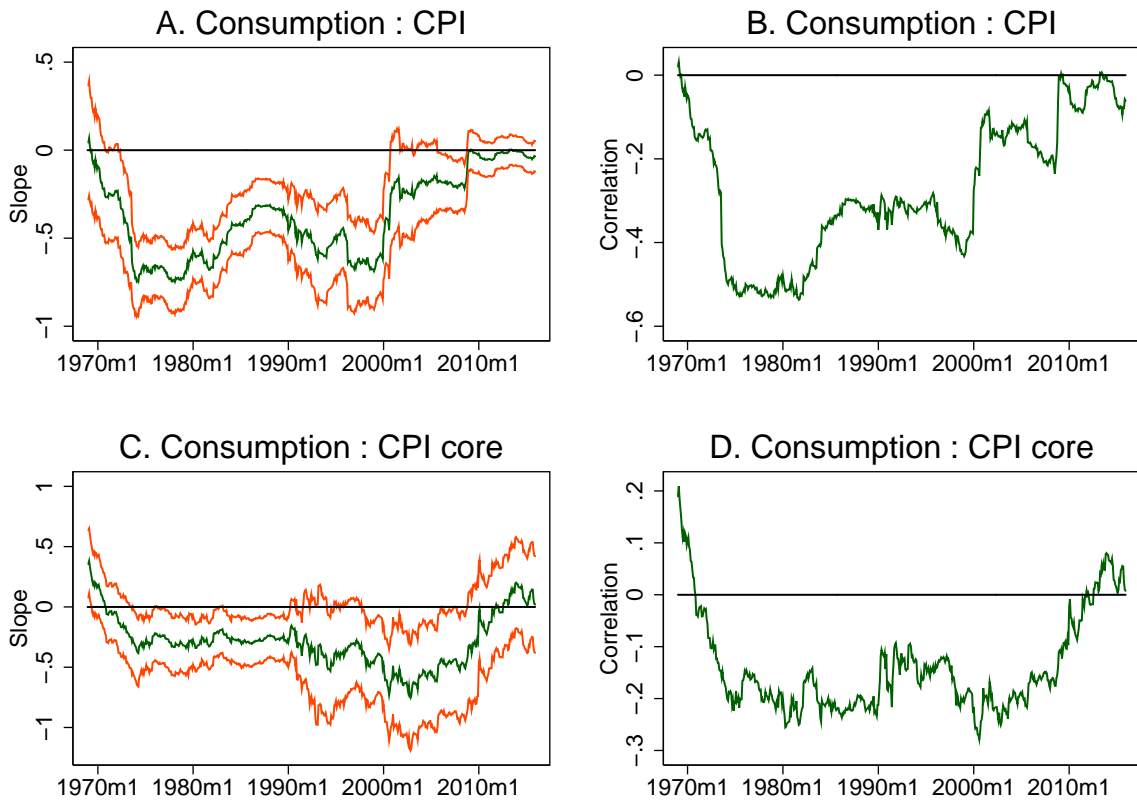 A. Consumption : CPI
Slope
.5
0
−.5
−1
1970m1 1980m1 1990m1 2000m1 2010m1
B. Consumption : CPI
Correlation
0
−.2
−.4
−.6
1970m1 1980m1 1990m1 2000m1 2010m1
C. Consumption : CPI core
Slope
1
.5
0
−.5
−1
1970m1 1980m1 1990m1 2000m1 2010m1
D. Consumption : CPI core
Correlation
.2
.1
0
−.1
−.2
−.3
1970m1 1980m1 1990m1 2000m1 2010m1